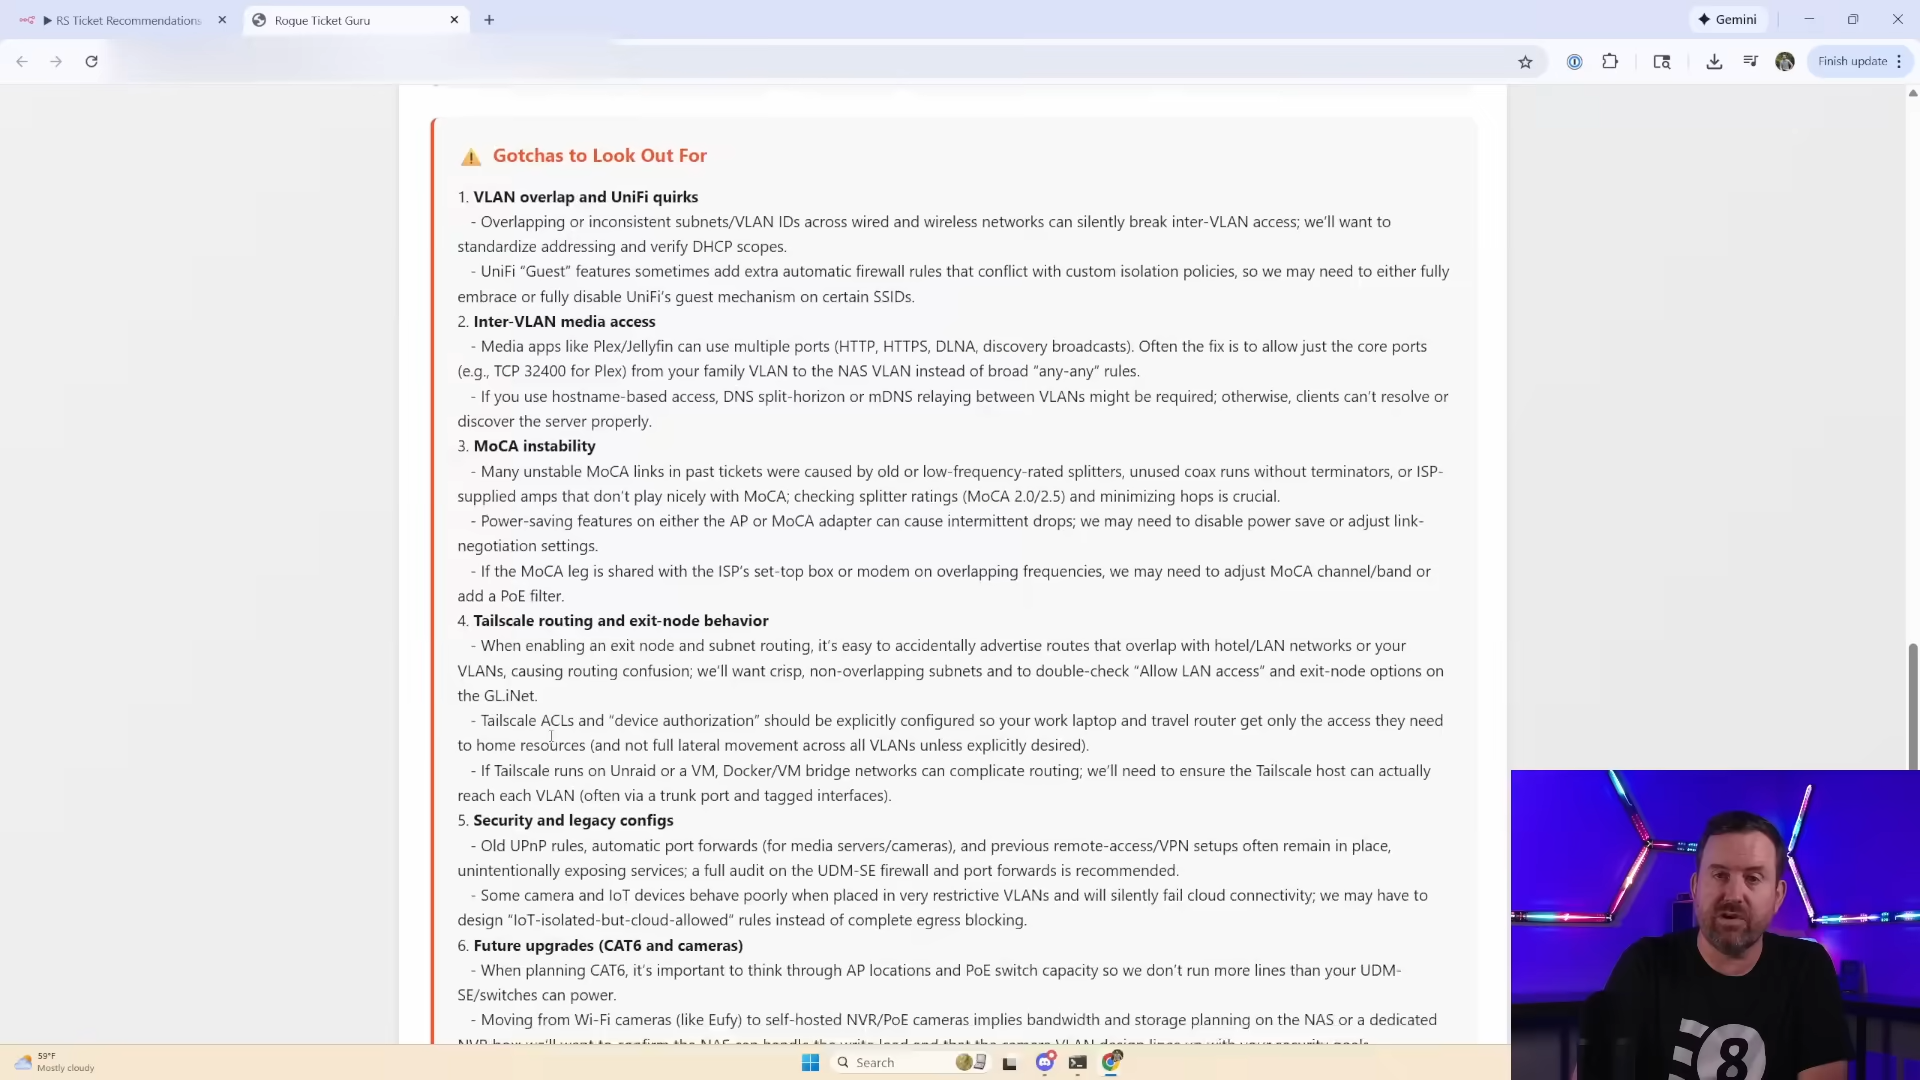 RS Ticket Recommendations
Roque Ticket Guru
Gemini
Finish update
Gotchas to Look Out For
1. VLAN overlap and UniFi quirks
- Overlapping or inconsistent subnets/VLAN IDs across wired and wireless networks can silently break inter-VLAN access; we'll want to
standardize addressing and verify DHCP scopes.
- UniFi “Guest” features sometimes add extra automatic firewall rules that conflict with custom isolation policies, so we may need to either fully
embrace or fully disable UniFi's guest mechanism on certain SSIDs.
2. Inter-VLAN media access
- Media apps like Plex/Jellyfin can use multiple ports (HTTP, HTTPS, DLNA, discovery broadcasts). Often the fix is to allow just the core ports
(e.g., TCP 32400 for Plex) from your family VLAN to the NAS VLAN instead of broad “any-any” rules.
- If you use hostname-based access, DNS split-horizon or mDNS relaying between VLANs might be required; otherwise, clients can't resolve or
discover the server properly.
3. MoCA instability
- Many unstable MoCA links in past tickets were caused by old or low-frequency-rated splitters, unused coax runs without terminators, or ISP-
supplied amps that don't play nicely with MoCA; checking splitter ratings (MoCA 2.0/2.5) and minimizing hops is crucial.
- Power-saving features on either the AP or MoCA adapter can cause intermittent drops; we may need to disable power save or adjust link-
negotiation settings.
- If the MoCA leg is shared with the ISP's set-top box or modem on overlapping frequencies, we may need to adjust MoCA channel/band or
add a PoE filter.
4. Tailscale routing and exit-node behavior
- When enabling an exit node and subnet routing, it's easy to accidentally advertise routes that overlap with hotel/LAN networks or your
VLANs, causing routing confusion; we'll want crisp, non-overlapping subnets and to double-check “Allow LAN access” and exit-node options on
the GL.iNet.
- Tailscale ACLs and “device authorization” should be explicitly configured so your work laptop and travel router get only the access they need
to home resources (and not full lateral movement across all VLANs unless explicitly desired).
- If Tailscale runs on Unraid or a VM, Docker/VM bridge networks can complicate routing; we'll need to ensure the Tailscale host can actually
reach each VLAN (often via a trunk port and tagged interfaces).
5. Security and legacy configs
- Old UPnP rules, automatic port forwards (for media servers/cameras), and previous remote-access/VPN setups often remain in place,
unintentionally exposing services; a full audit on the UDM-SE firewall and port forwards is recommended.
- Some camera and IoT devices behave poorly when placed in very restrictive VLANs and will silently fail cloud connectivity; we may have to
design “IoT-isolated-but-cloud-allowed” rules instead of complete egress blocking.
6. Future upgrades (CAT6 and cameras)
- When planning CAT6, it's important to think through AP locations and PoE switch capacity so we don't run more lines than your UDM-
SE/switches can power.
- Moving from Wi-Fi cameras (like Eufy) to self-hosted NVR/PoE cameras implies bandwidth and storage planning on the NAS or a dedicated
8
59°F
Mostly cloudy
Search